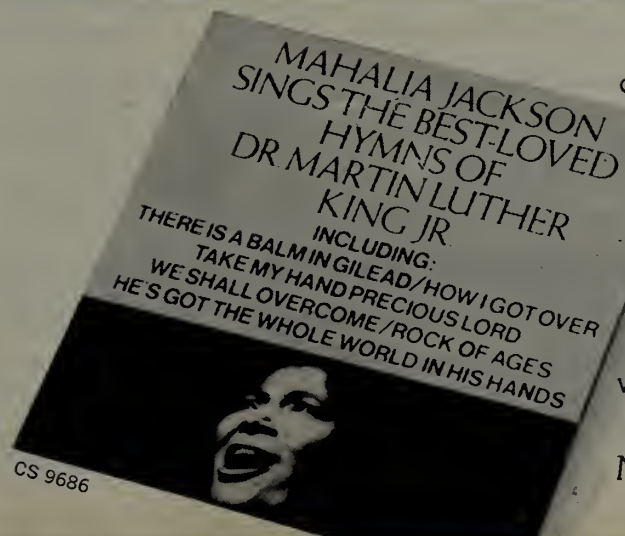 MAHALIA JACKSON
SINGS THE BEST-LOVED
HYMNS OF
DR. MARTIN LUTHER
KING JR.
INCLUDING:
THERE IS A BALM IN GILEAD/HOW I GOT OVER
TAKE MY HAND PRECIOUS LORD
WE SHALL OVERCOME/ROCK OF AGES
HE'S GOT THE WHOLE WORLD IN HIS HANDS
CS 9686